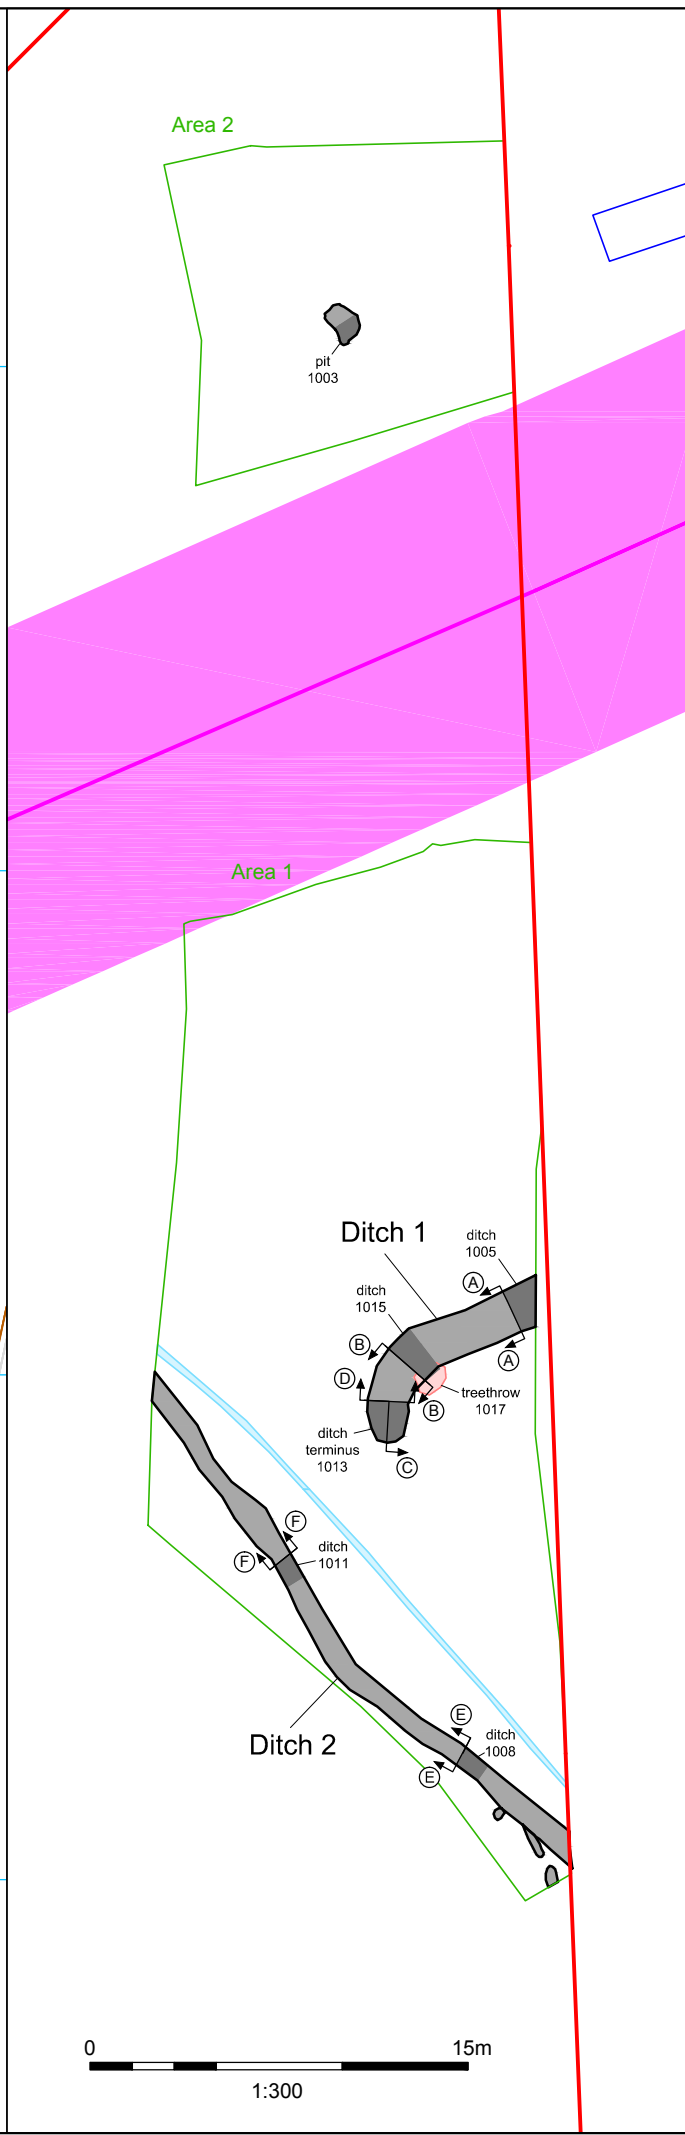 Area 2
pit
1003
Area 1
Ditch 1
ditch
1005
A
ditch
1015
B
A
D
treethrow
1017
B
ditch
terminus
1013
C
F
ditch
1011
F
E
ditch
1008
Ditch 2
E
0
15m
1:300